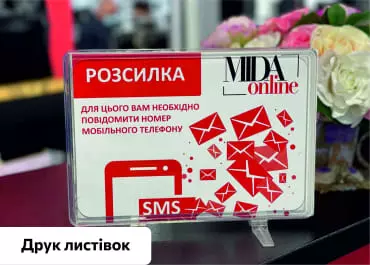 РОЗСИЛКА
MIDA
online
ДЛЯ ЦЬОГО ВАМ НЕОБХІДНО
ПОВІДОМИТИ НОМЕР
МОБІЛЬНОГО ТЕЛЕФОНУ
SMS
Друк листівок